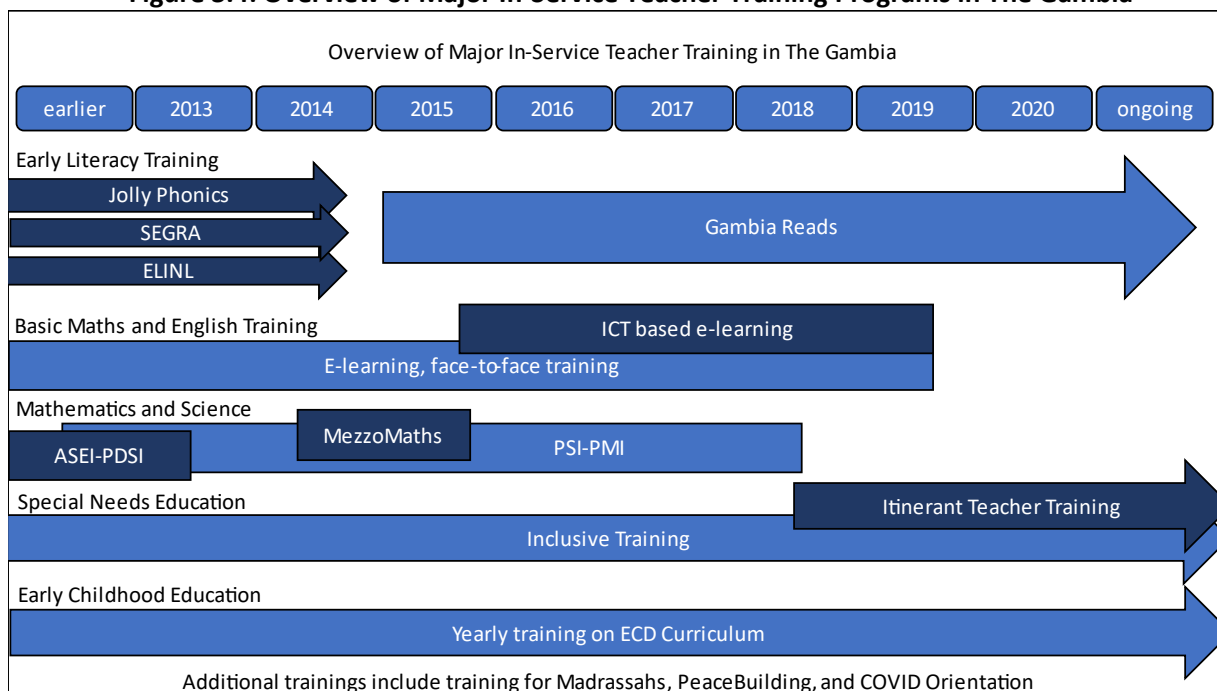 Overview of Major In-Service Teacher Training in The Gambia
earlier 2013 2014 2015 2016 2017 2018 2019 2020 ongoing
Early Literacy Training
Jolly Phonics
SEGRA
ELINL
Gambia Reads
Basic Maths and English Training
ICT based e-learning
E-learning, face-to-face training
Mathematics and Science
MezzoMaths
ASEI-PDSI
PSI-PMI
Special Needs Education
Itinerant Teacher Training
Inclusive Training
Early Childhood Education
Yearly training on ECD Curriculum
Additional trainings include training for Madrassahs, PeaceBuilding, and COVID Orientation